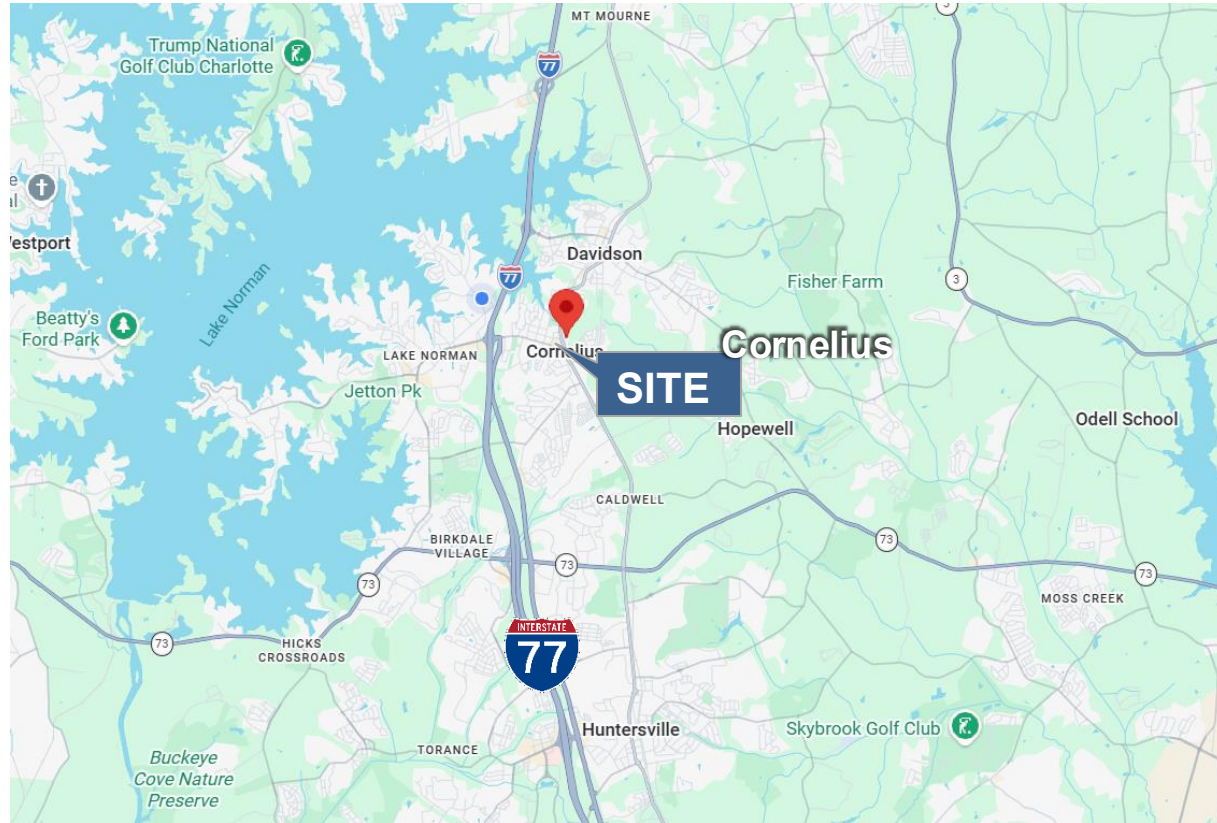 MT MOURNE
3
Trump National
Golf Club Charlotte
77
Westport
Davidson
77
Fisher Farm
3
Lake Norman
Beatty's
Ford Park
Cornelius
LAKE NORMAN
Cornelius
SITE
Jetton Pk
Hopewell
Odell School
CALDWELL
BIRKDALE
VILLAGE
73
73
73
73
MOSS CREEK
73
HICKS
CROSSROADS
INTERSTATE
77
Huntersville
Skybrook Golf Club
TORANCE
Buckeye
Cove Nature
Preserve